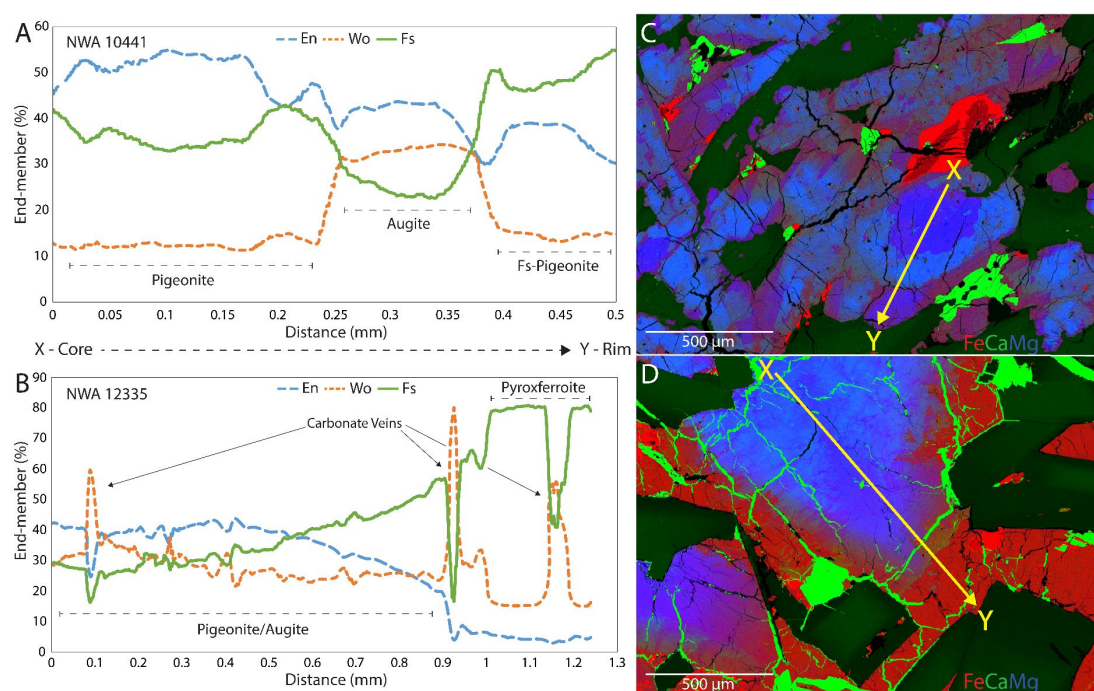 A
NWA 10441
En Wo Fs
End-member (%)
60
50
40
30
20
10
0
Pigeonite
Augite
Fs-Pigeonite
0 0.05 0.1 0.15 0.2 0.25 0.3 0.35 0.4 0.45 0.5
Distance (mm)
X - Core
Y - Rim
B
NWA 12335
En Wo Fs
End-member (%)
90
80
70
60
50
40
30
20
10
0
Carbonate Veins
Pyroxferroite
Pigeonite/Augite
0 0.1 0.2 0.3 0.4 0.5 0.6 0.7 0.8 0.9 1 1.1 1.2 1.3
Distance (mm)
C
X
Y
500 μm
FeCaMg
D
X
Y
500 μm
FeCaMg